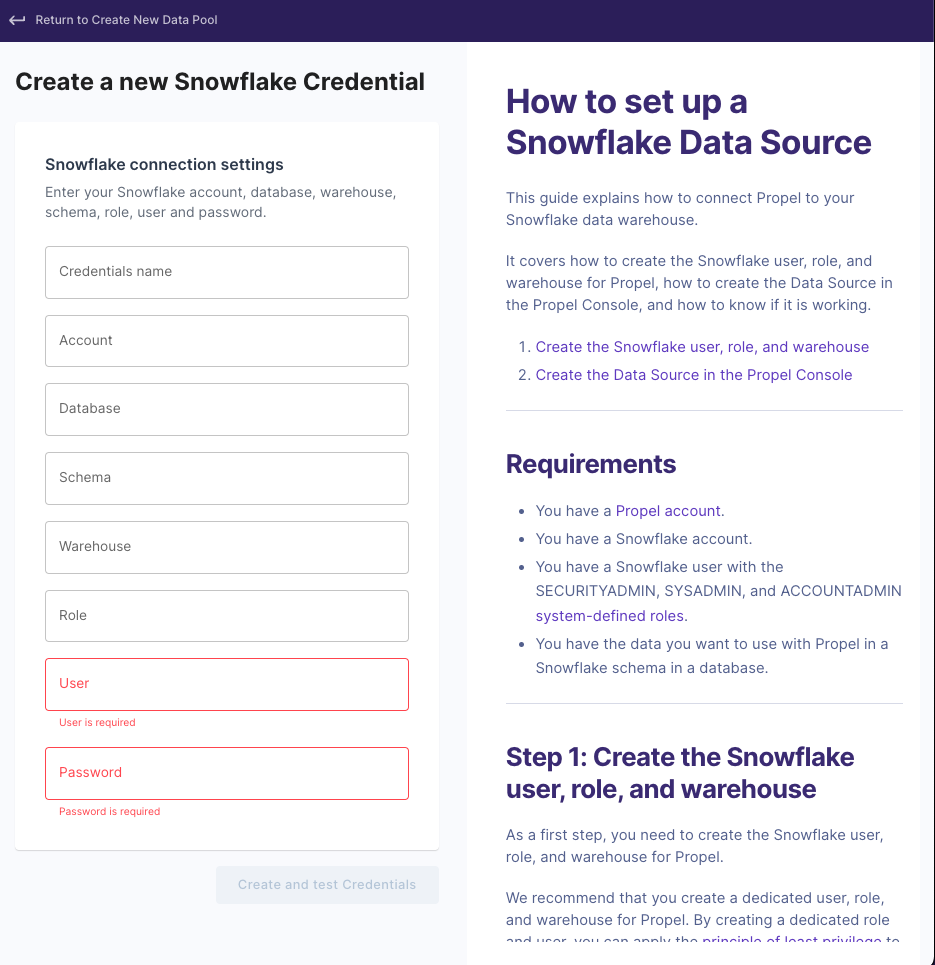 Return to Create New Data Pool
Create a new Snowflake Credential
Snowflake connection settings
Enter your Snowflake account, database, warehouse,
schema, role, user and password.
Credentials name
Account
Database
Schema
Warehouse
Role
User
User is required
Password
Password is required
Create and test Credentials
How to set up a
Snowflake Data Source
This guide explains how to connect Propel to your
Snowflake data warehouse.
It covers how to create the Snowflake user, role, and
warehouse for Propel, how to create the Data Source in
the Propel Console, and how to know if it is working.
1. Create the Snowflake user, role, and warehouse
2. Create the Data Source in the Propel Console
Requirements
• You have a Propel account.
• You have a Snowflake account.
• You have a Snowflake user with the
SECURITYADMIN, SYSADMIN, and ACCOUNTADMIN
system-defined roles.
• You have the data you want to use with Propel in a
Snowflake schema in a database.
Step 1: Create the Snowflake
user, role, and warehouse
As a first step, you need to create the Snowflake user,
role, and warehouse for Propel.
We recommend that you create a dedicated user, role,
and warehouse for Propel. By creating a dedicated role
and user, you can apply the principle of least privilege to